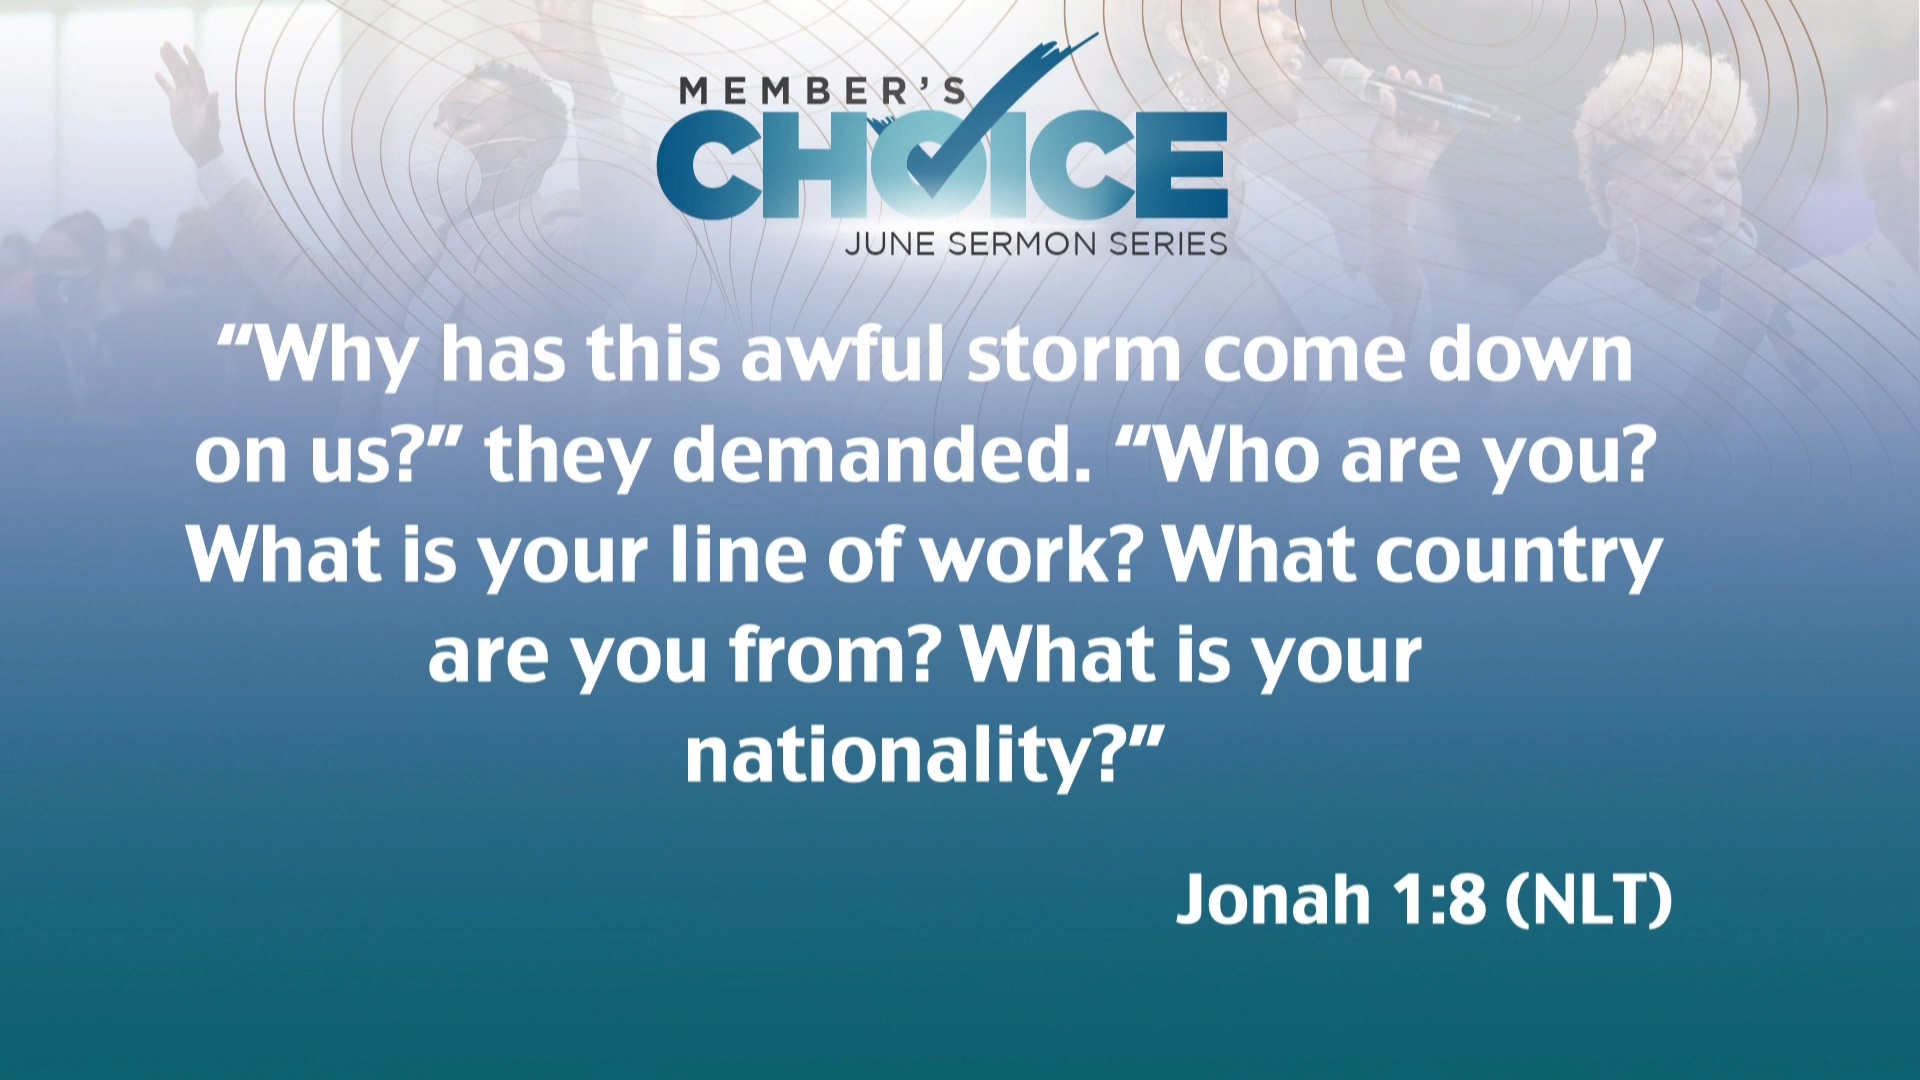 MEMBER'S
CHOICE
JUNE SERMON SERIES
“Why has this awful storm come down
on us?” they demanded. “Who are you?
What is your line of work? What country
are you from? What is your
nationality?”
Jonah 1:8 (NLT)